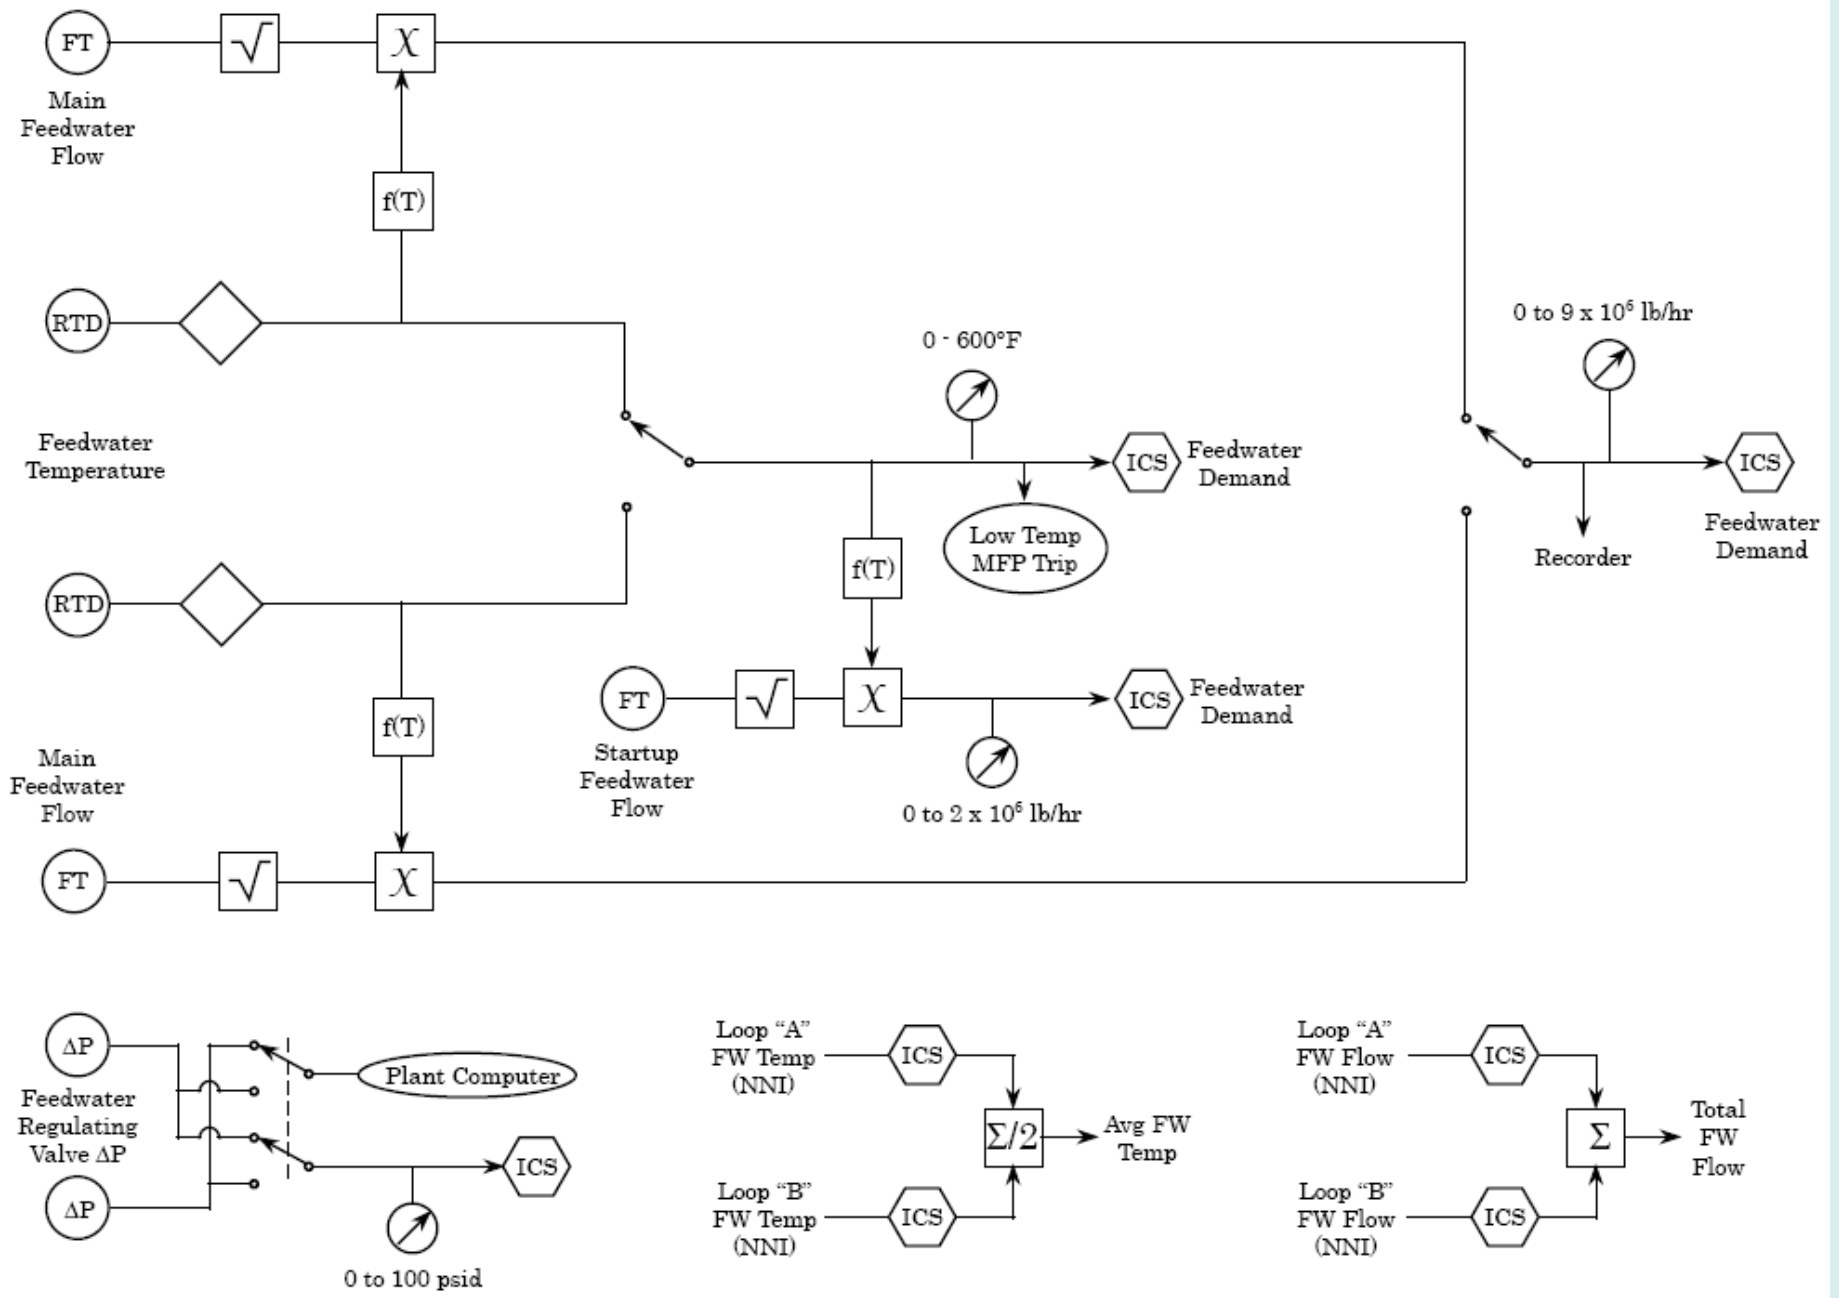 FT
√
X
Main
Feedwater
Flow
f(T)
RTD
0 to 9 x 10⁶ lb/hr
0 - 600°F
Feedwater
Temperature
ICS
Feedwater
Demand
ICS
Feedwater
Demand
Recorder
Low Temp
MFP Trip
f(T)
RTD
FT
√
X
ICS
Feedwater
Demand
f(T)
Startup
Feedwater
Flow
0 to 2 x 10⁶ lb/hr
Main
Feedwater
Flow
FT
√
X
ΔP
Feedwater
Regulating
Valve ΔP
ΔP
Plant Computer
ICS
0 to 100 psid
Loop “A”
FW Temp
(NNI)
ICS
Σ/2
Avg FW
Temp
Loop “B”
FW Temp
(NNI)
ICS
Loop “A”
FW Flow
(NNI)
ICS
Σ
Total
FW
Flow
Loop “B”
FW Flow
(NNI)
ICS